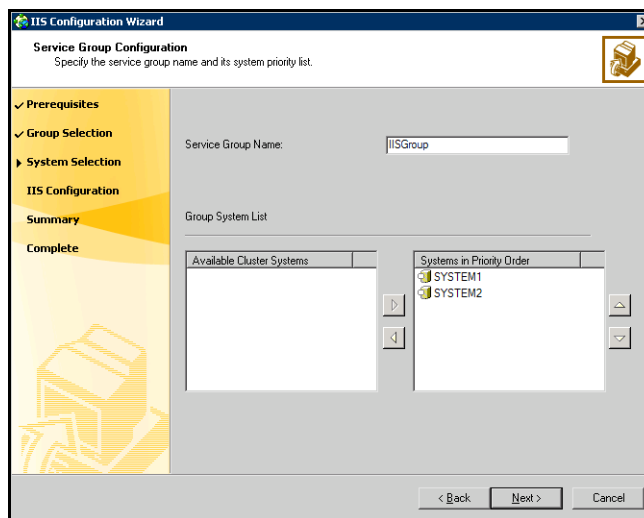 IIS Configuration Wizard
Service Group Configuration
Specify the service group name and its system priority list.
Prerequisites
Group Selection
System Selection
IIS Configuration
Summary
Complete
Service Group Name:
IISGroup
Group System List
Available Cluster Systems
Systems in Priority Order
SYSTEM1
SYSTEM2
< Back
Next >
Cancel